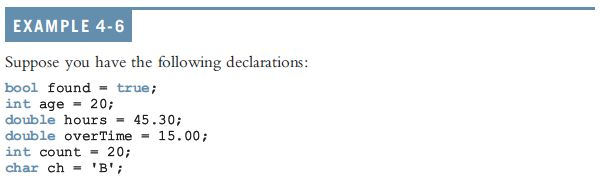 EXAMPLE 4-6
Suppose you have the following declarations:
bool found = true;
int age = 20;
double hours = 45.30;
double overTime = 15.00;
int count = 20;
char ch = 'B';